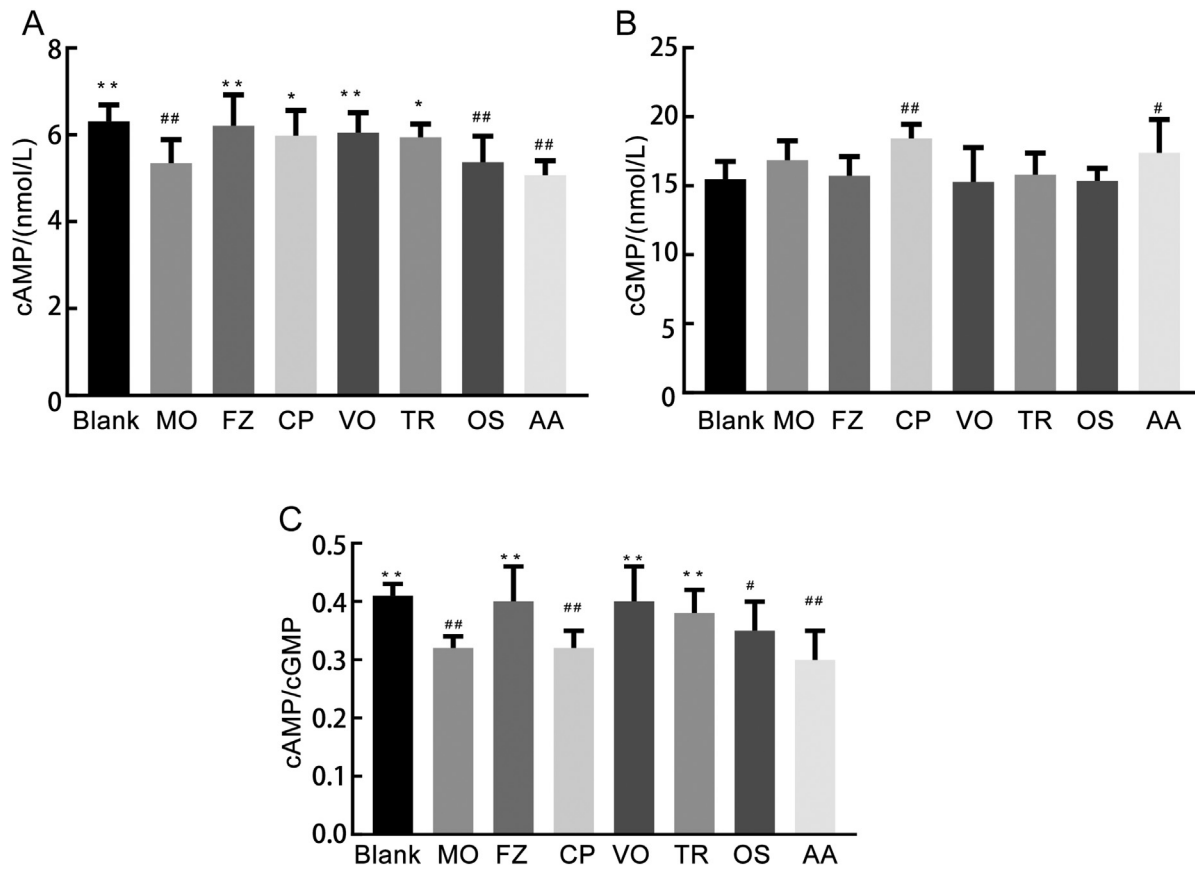 A
cAMP/(nmol/L)
8
6
4
2
0
** ## ** * ** * ## ##
Blank MO FZ CP VO TR OS AA
B
cGMP/(nmol/L)
25
20
15
10
5
0
## #
Blank MO FZ CP VO TR OS AA
C
cAMP/cGMP
0.5
0.4
0.3
0.2
0.1
0.0
** ## ** ## ** ** # ##
Blank MO FZ CP VO TR OS AA